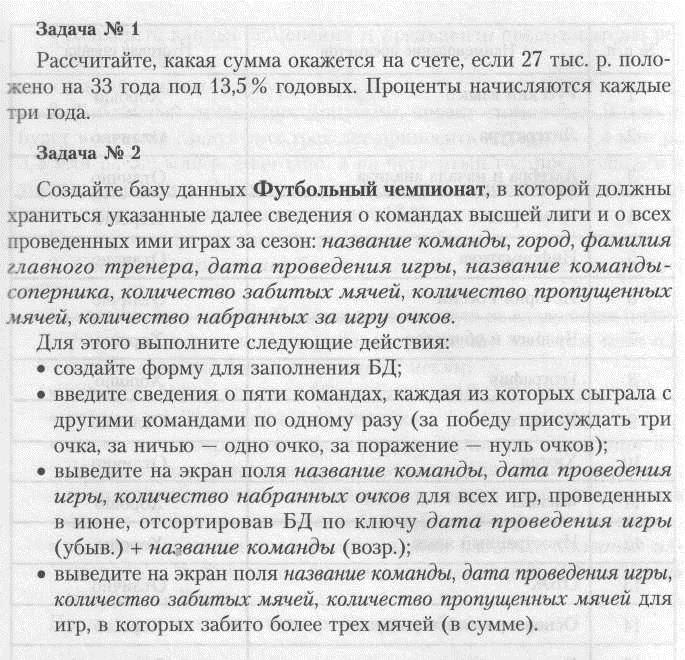 Задача № 1
Рассчитайте, какая сумма окажется на счете, если 27 тыс. р. поло-
жено на 33 года под 13,5 % годовых. Проценты начисляются каждые
три года.
Задача № 2
Создайте базу данных Футбольный чемпионат, в которой должны
храниться указанные далее сведения о командах высшей лиги и о всех
проведенных ими играх за сезон: название команды, город, фамилия
главного тренера, дата проведения игры, название команды-
соперника, количество забитых мячей, количество пропущенных
мячей, количество набранных за игру очков.
Для этого выполните следующие действия:
• создайте форму для заполнения БД;
• введите сведения о пяти командах, каждая из которых сыграла с
другими командами по одному разу (за победу присуждать три
очка, за ничью — одно очко, за поражение — нуль очков);
• выведите на экран поля название команды, дата проведения
игры, количество набранных очков для всех игр, проведенных
в июне, отсортировав БД по ключу дата проведения игры
(убыв.) + название команды (возр.);
• выведите на экран поля название команды, дата проведения игры,
количество забитых мячей, количество пропущенных мячей для
игр, в которых забито более трех мячей (в сумме).